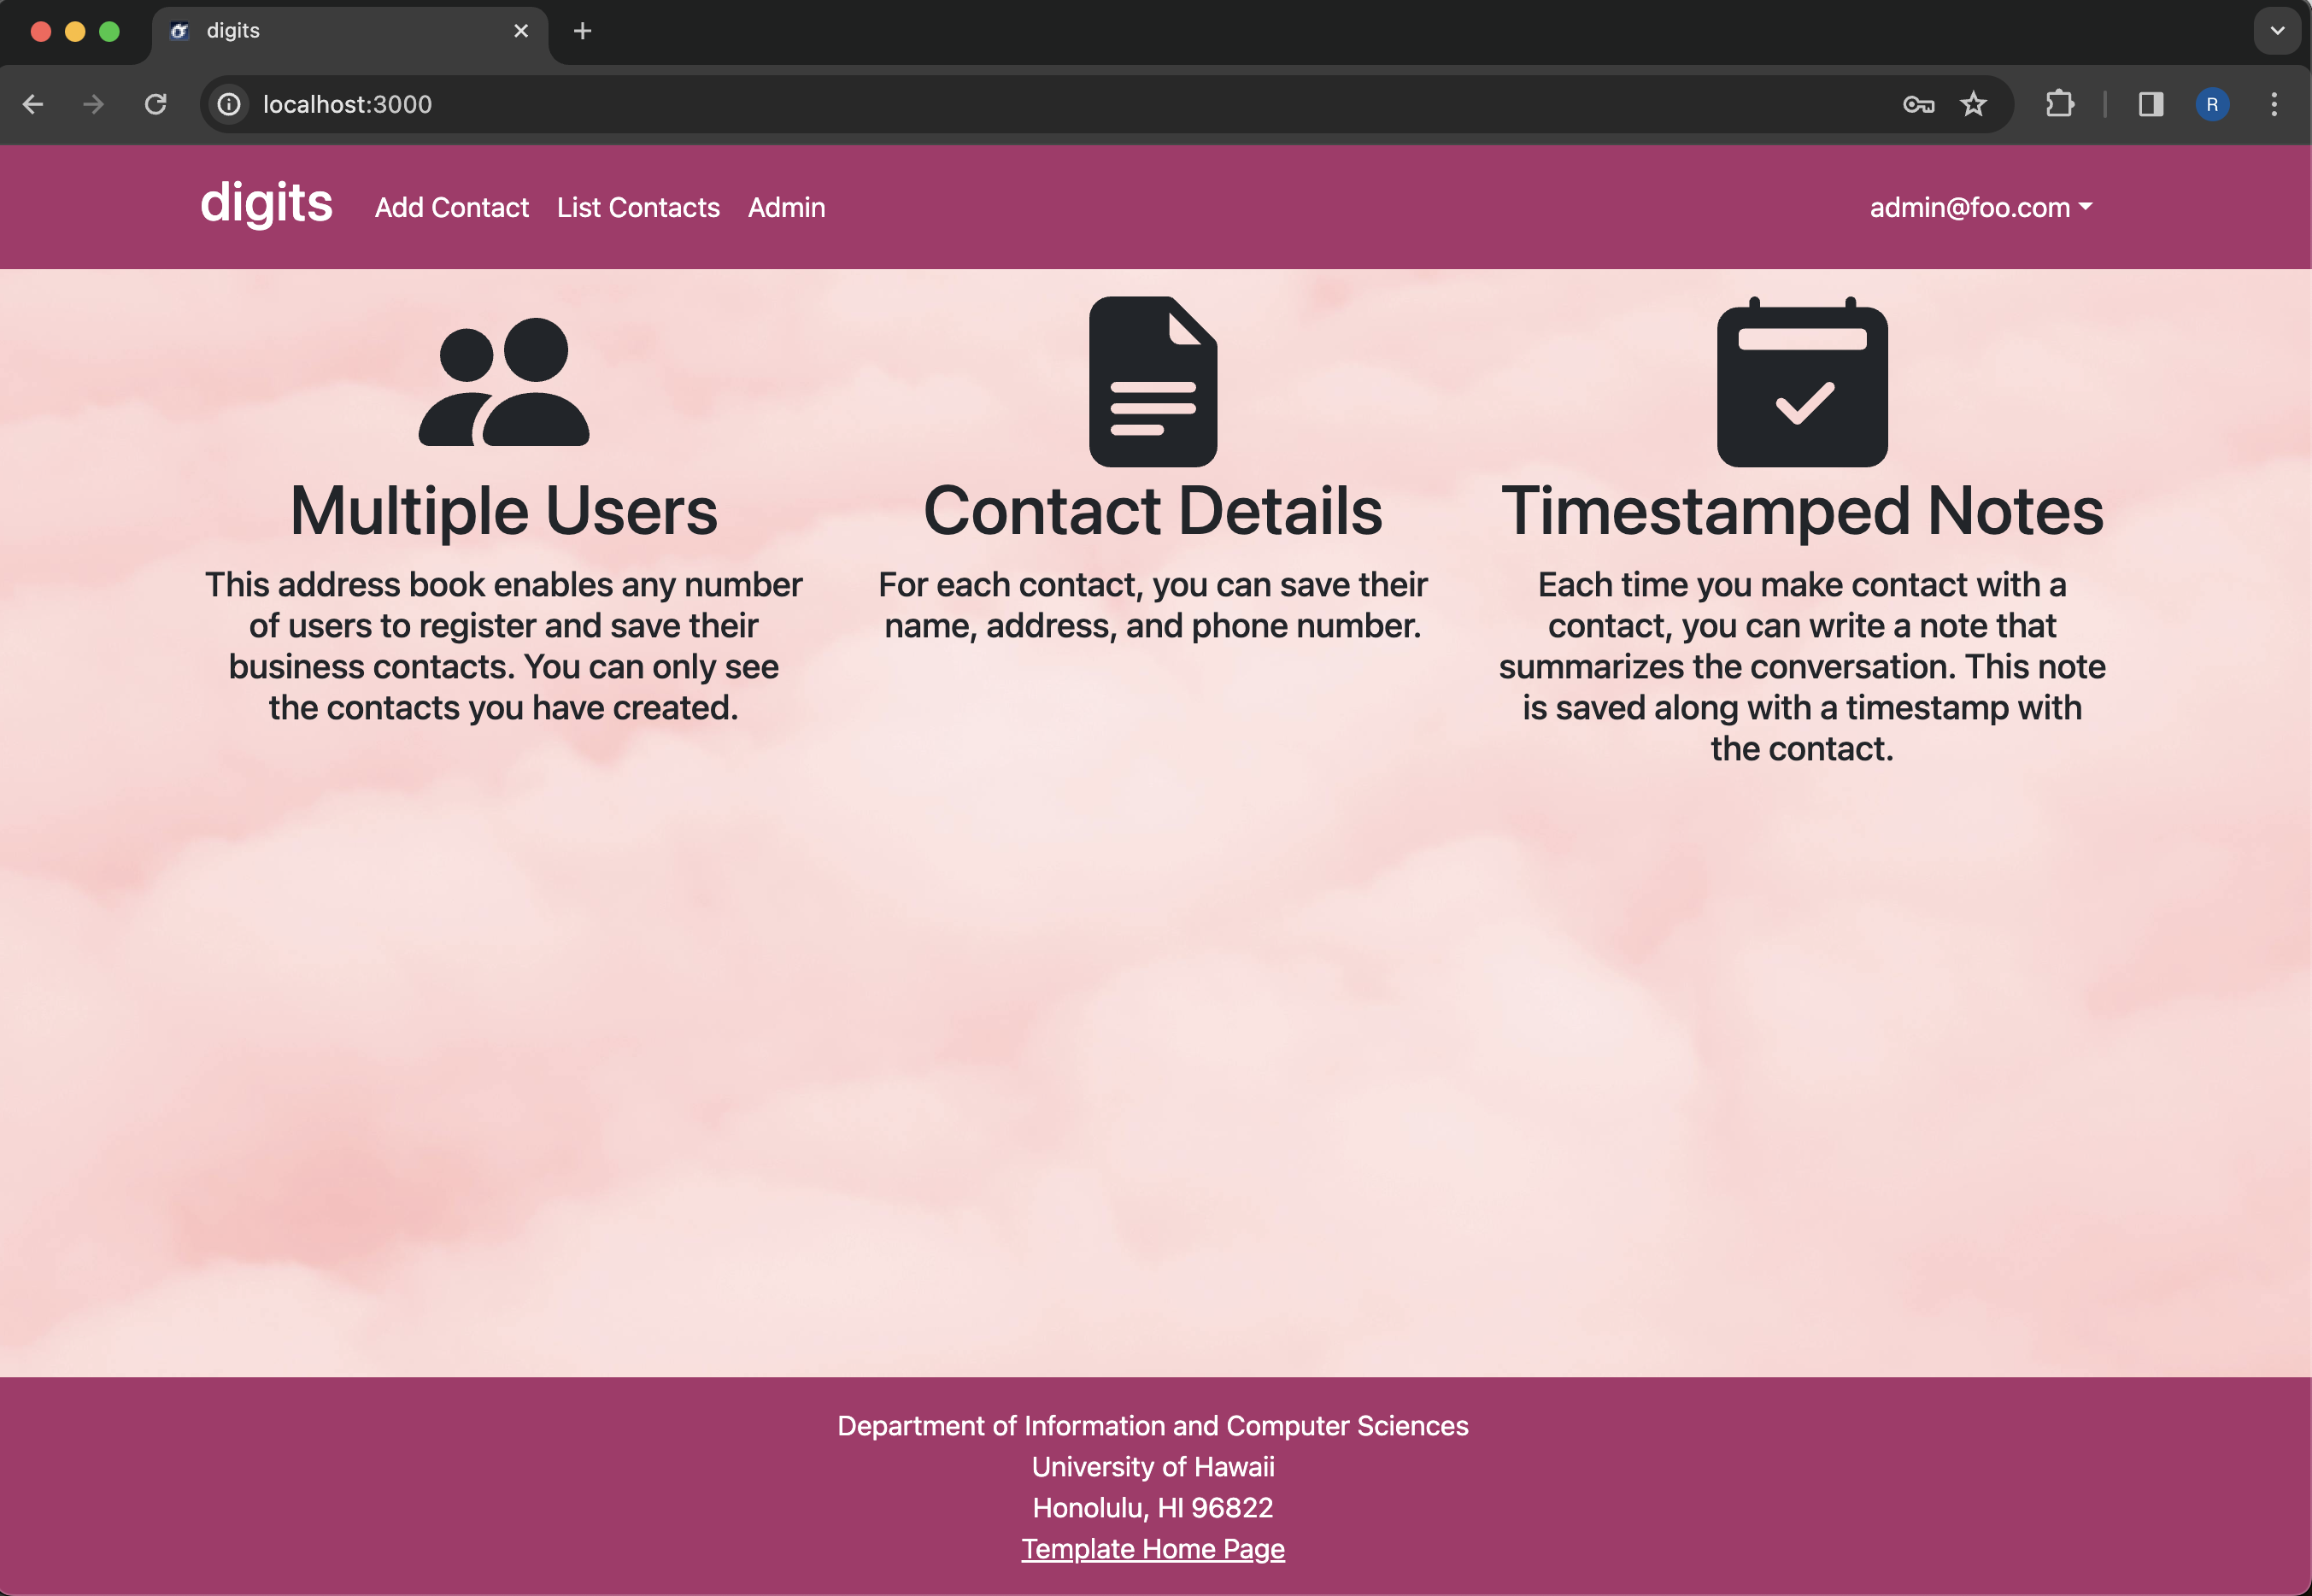 digits
localhost:3000
R
digits Add Contact List Contacts Admin admin@foo.com
Multiple Users
This address book enables any number
of users to register and save their
business contacts. You can only see
the contacts you have created.
Contact Details
For each contact, you can save their
name, address, and phone number.
Timestamped Notes
Each time you make contact with a
contact, you can write a note that
summarizes the conversation. This note
is saved along with a timestamp with
the contact.
Department of Information and Computer Sciences
University of Hawaii
Honolulu, HI 96822
Template Home Page